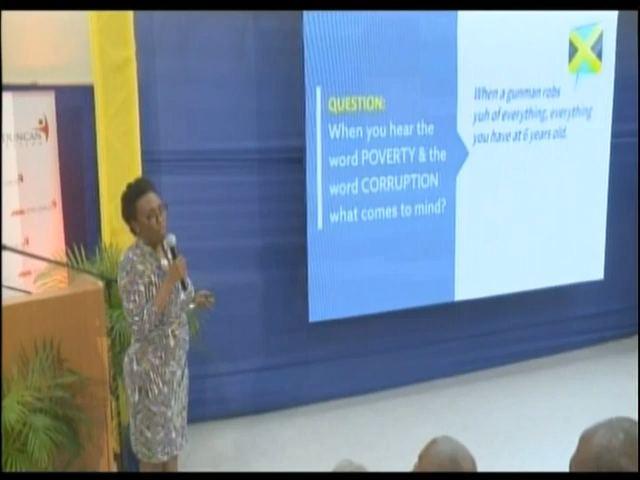 DUNCAN
QUESTION:
When you hear the
word POVERTY & the
word CORRUPTION
what comes to mind?
When a gunman robs
yuh of everything, everything
you have at 6 years old.